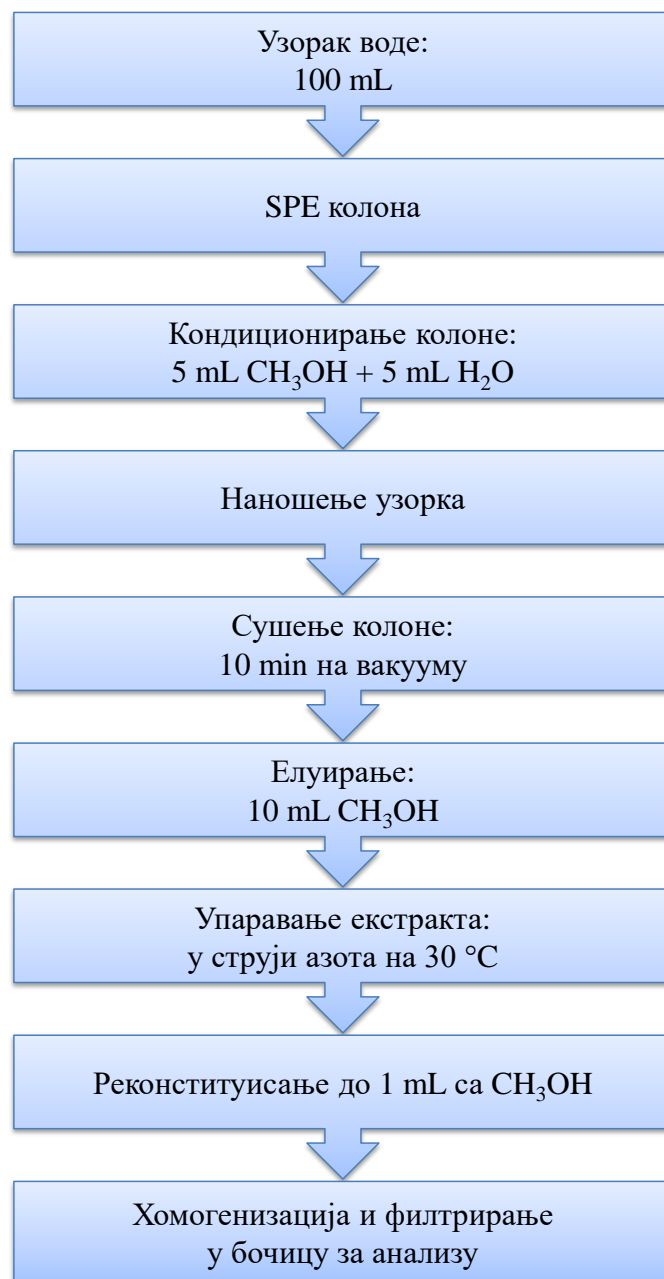 Узорак воде:
100 mL
SPE колона
Кондиционирање колоне:
5 mL CH₃OH + 5 mL H₂O
Наношење узорка
Сушење колоне:
10 min на вакууму
Елуирање:
10 mL CH₃OH
Упаравање екстракта:
у струји азота на 30 °C
Реконституисање до 1 mL са CH₃OH
Хомогенизација и филтрирање
у бочицу за анализу